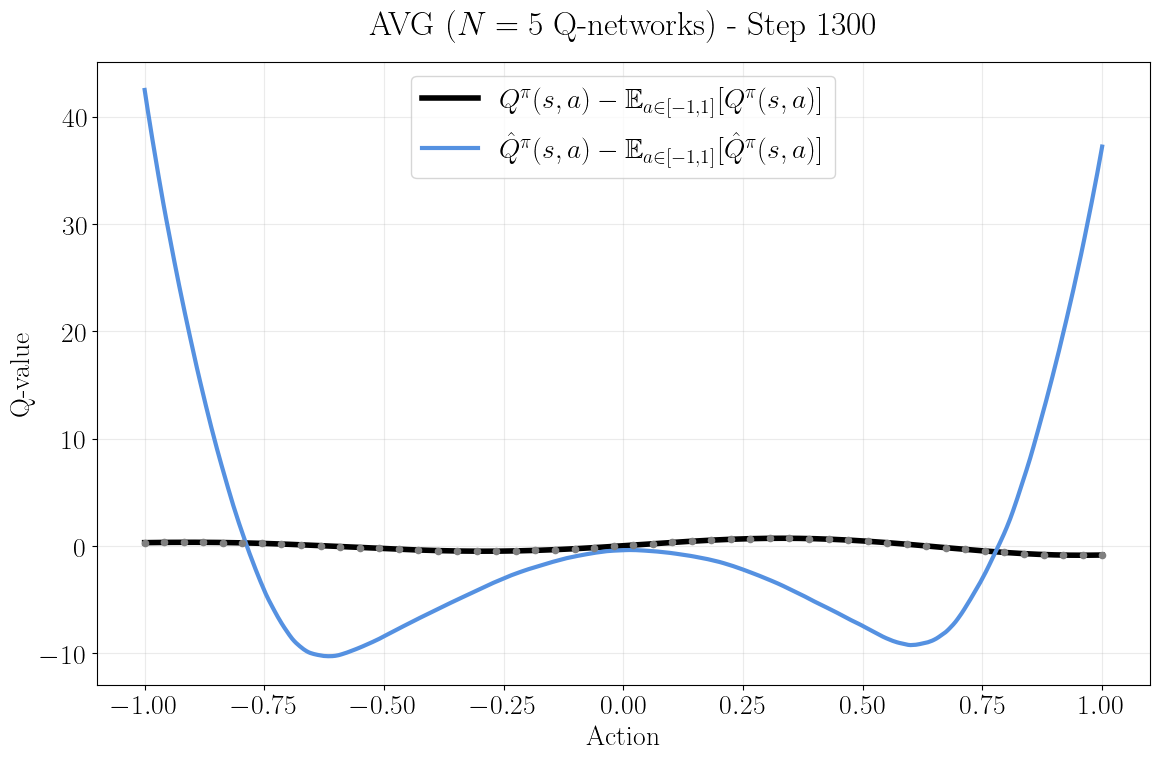 AVG (N = 5 Q-networks) - Step 1300
Q^π(s, a) − 𝔼_{a∈[−1,1]}[Q^π(s, a)]
Q̂^π(s, a) − 𝔼_{a∈[−1,1]}[Q̂^π(s, a)]
Q-value
40
30
20
10
0
−10
−1.00 −0.75 −0.50 −0.25 0.00 0.25 0.50 0.75 1.00
Action